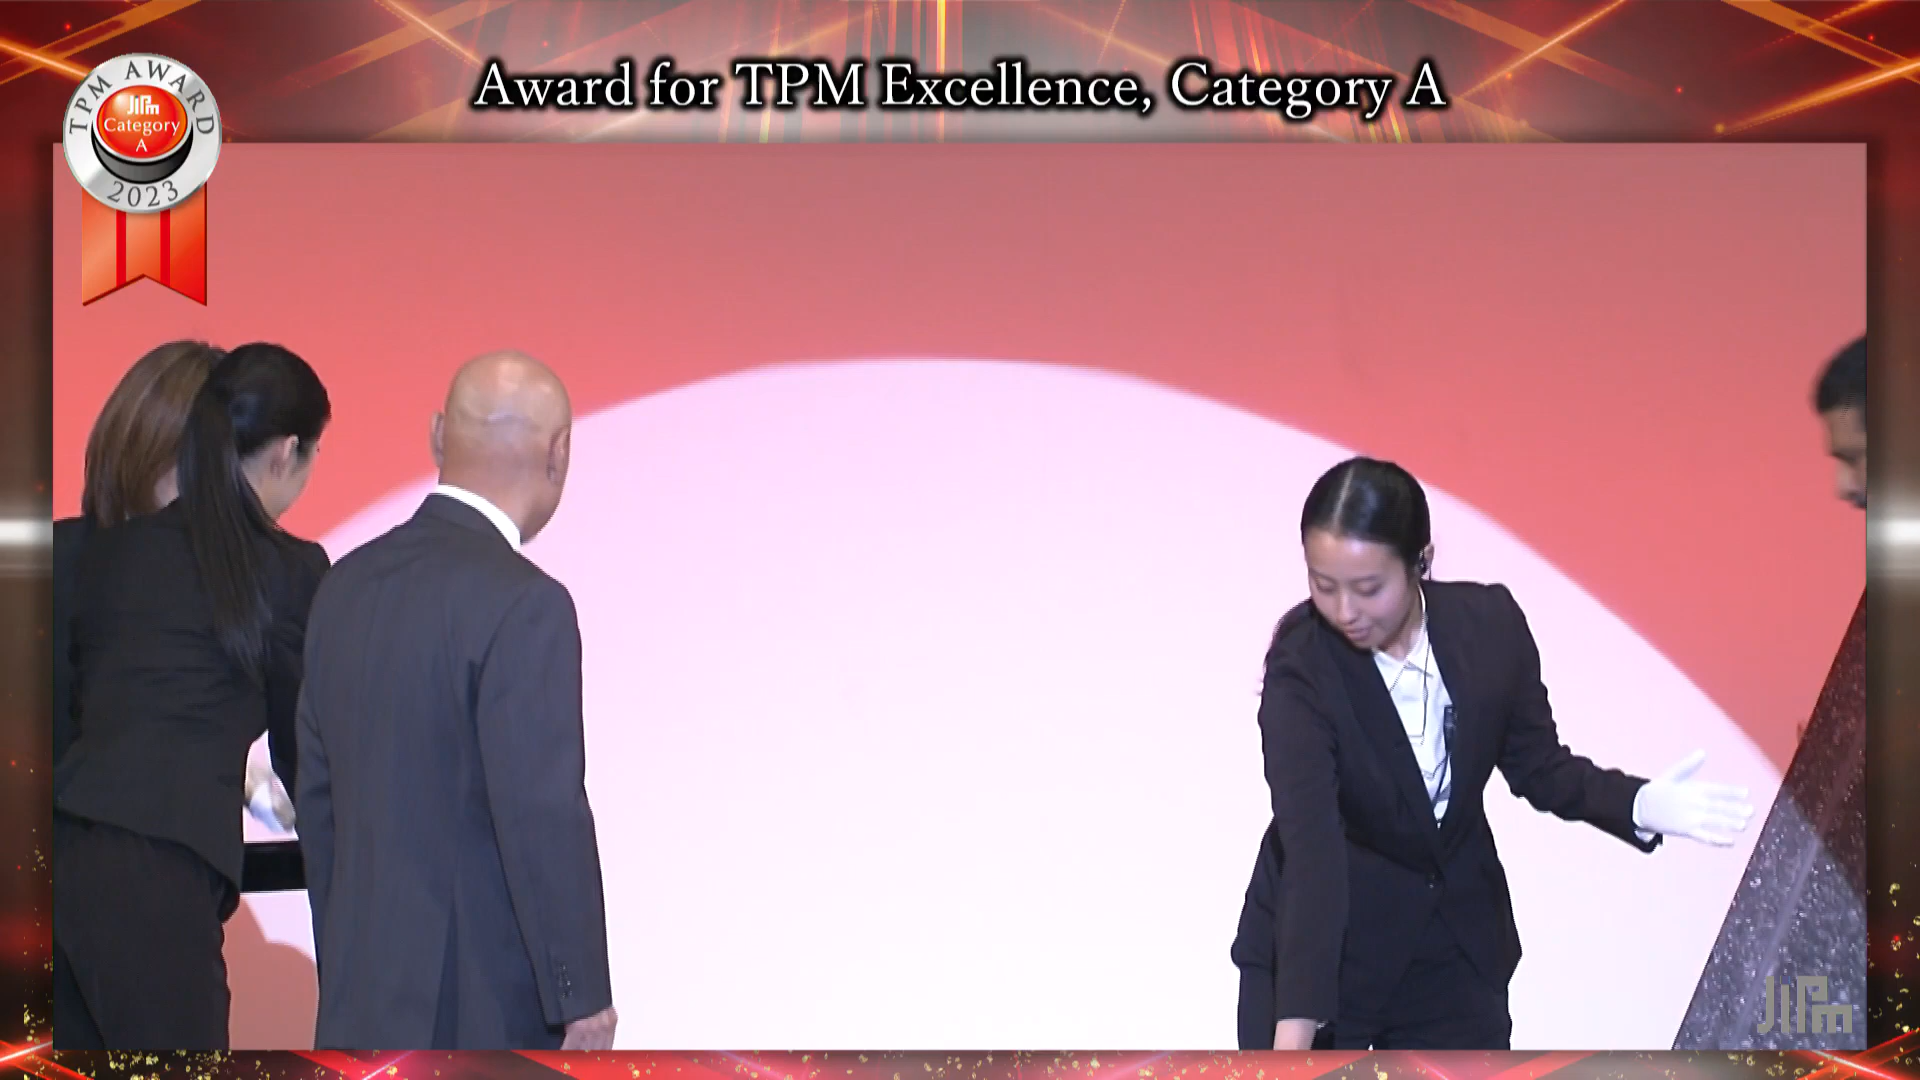 Award for TPM Excellence, Category A
TPM AWARD
JIPM
Category
A
2023
JIPM